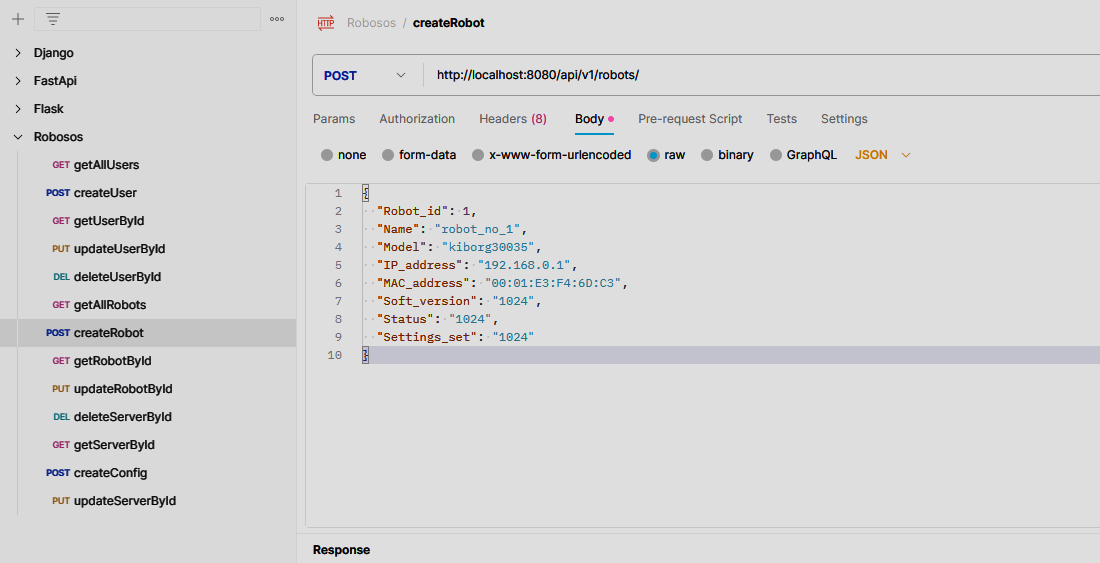 Django
FastApi
Flask
Robosos
GET getAllUsers
POST createUser
GET getUserById
PUT updateUserById
DEL deleteUserById
GET getAllRobots
POST createRobot
GET getRobotById
PUT updateRobotById
DEL deleteServerById
GET getServerById
POST createConfig
PUT updateServerById
HTTP Robosos / createRobot
POST http://localhost:8080/api/v1/robots/
Params Authorization Headers (8) Body Pre-request Script Tests Settings
none form-data x-www-form-urlencoded raw binary GraphQL JSON
1 {
2 "Robot_id": 1,
3 "Name": "robot_no_1",
4 "Model": "kiborg30035",
5 "IP_address": "192.168.0.1",
6 "MAC_address": "00:01:E3:F4:6D:C3",
7 "Soft_version": "1024",
8 "Status": "1024",
9 "Settings_set": "1024"
10 }
Response